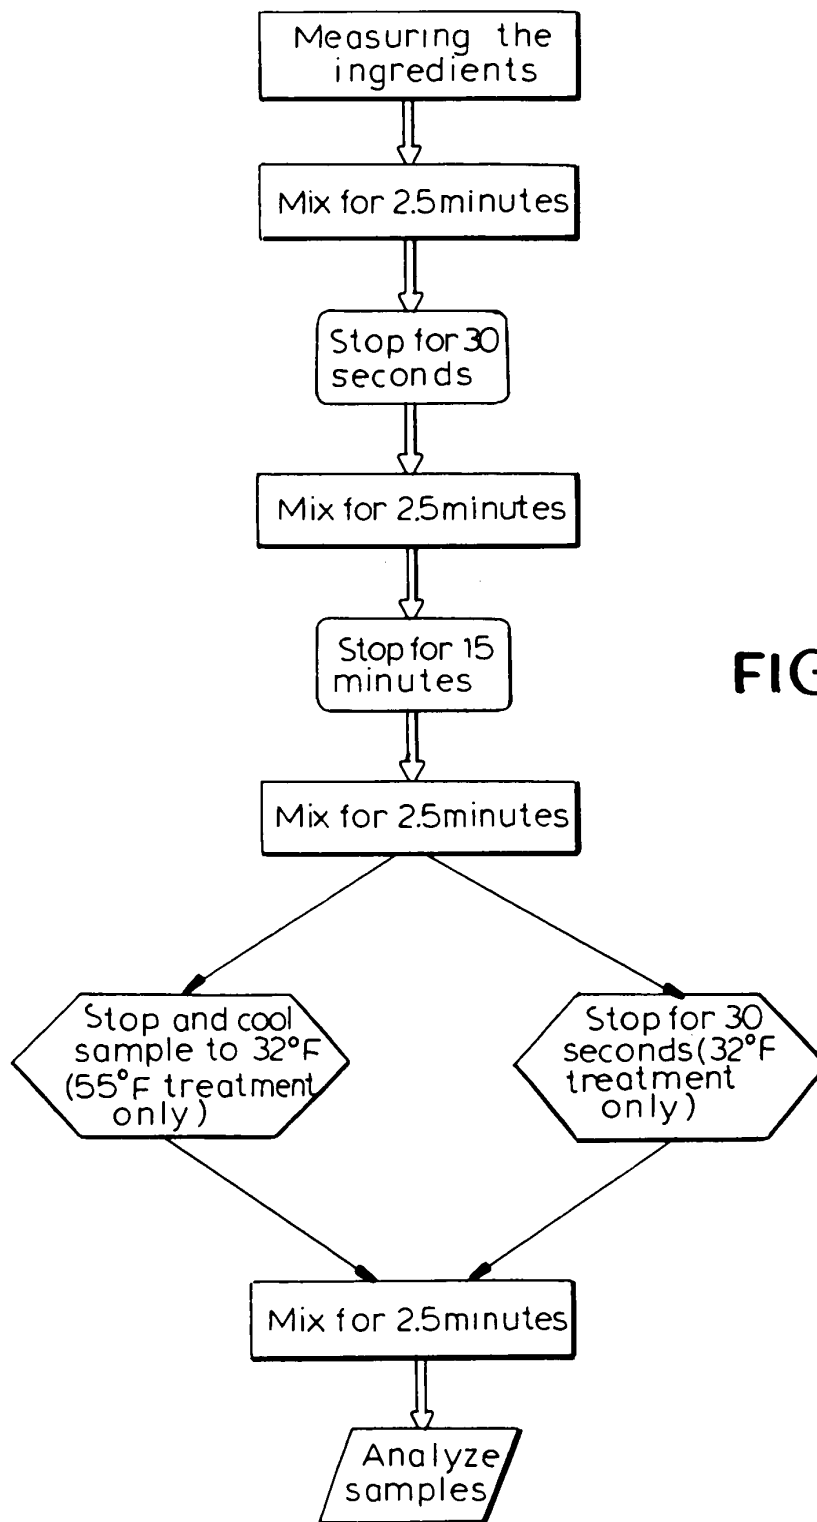 Measuring the
ingredients
Mix for 2.5minutes
Stop for 30
seconds
Mix for 2.5minutes
Stop for 15
minutes
FIG
Mix for 2.5minutes
Stop and cool
sample to 32°F
(55°F treatment
only)
Stop for 30
seconds(32°F
treatment
only)
Mix for 2.5minutes
Analyze
samples